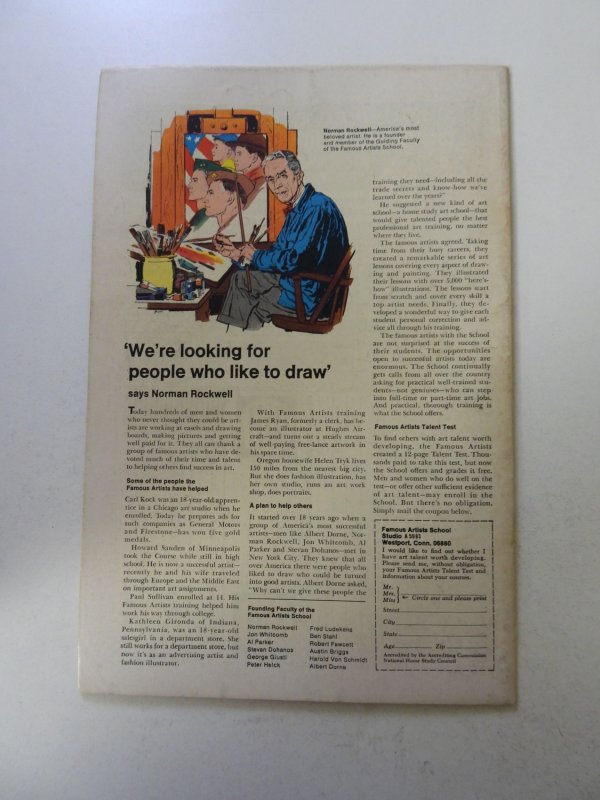 Norman Rockwell—America's most
beloved artist. He is a founder
and member of the Guiding Faculty
of the Famous Artists School.
'We're looking for
people who like to draw'
says Norman Rockwell
Today hundreds of men and women
who never thought they could be art-
ists are working at easels and drawing
boards, making pictures and getting
well paid for it. They all can thank a
group of famous artists who have de-
voted much of their time and talent
to helping others find success in art.
Some of the people the
Famous Artists have helped
Carl Kock was an 18-year-old appren-
tice in a Chicago art studio when he
enrolled. Today he prepares ads for
such companies as General Motors
and Firestone—has won five gold
medals.
Howard Sanden of Minneapolis
took the Course while still in high
school. He is now a successful artist—
recently he and his wife traveled
through Europe and the Middle East
on important art assignments.
Paul Sullivan enrolled at 44. His
Famous Artists training helped him
work his way through college.
Kathleen Gironda of Indiana,
Pennsylvania, was an 18-year-old
salesgirl in a department store. She
still works for a department store, but
now it's as an advertising artist and
fashion illustrator.
With Famous Artists training
James Ryan, formerly a clerk, has be-
come an illustrator at Hughes Air-
craft—and turns out a steady stream
of well-paying free-lance artwork in
his spare time.
Oregon housewife Helen Tryk lives
150 miles from the nearest big city.
But she does fashion illustration, has
her own studio, runs an art work
shop, does portraits.
A plan to help others
It started over 18 years ago when a
group of America's most successful
artists—men like Albert Dorne, Nor-
man Rockwell, Jon Whitcomb, Al
Parker and Stevan Dohanos—met in
New York City. They knew that all
over America there were people who
liked to draw who could be turned
into good artists. Albert Dorne asked,
"Why can't we give these people the
Founding Faculty of the
Famous Artists School
Norman Rockwell
Jon Whitcomb
Al Parker
Stevan Dohanos
George Giusti
Peter Helck
Fred Ludekens
Ben Stahl
Robert Fawcett
Austin Briggs
Harold Von Schmidt
Albert Dorne
training they need—including all the
trade secrets and know-how we've
learned over the years?"
He suggested a new kind of art
school—a home study art school—that
would give talented people the best
professional art training, no matter
where they live.
The famous artists agreed. Taking
time from their busy careers, they
created a remarkable series of art
lessons covering every aspect of draw-
ing and painting. They illustrated
their lessons with over 5,000 "here's-
how" illustrations. The lessons start
from scratch and cover every skill a
top artist needs. Finally, they de-
veloped a wonderful way to give each
student personal correction and ad-
vice all through his training.
The famous artists with the School
are not surprised at the success of
their students. The opportunities
open to successful artists today are
enormous. The School continually
gets calls from all over the country
asking for practical well-trained stu-
dents—not geniuses—who can step
into full-time or part-time art jobs.
And practical, thorough training is
what the School offers.
Famous Artists Talent Test
To find others with art talent worth
developing, the Famous Artists
created a 12-page Talent Test. Thou-
sands paid to take this test, but now
the School offers and grades it free.
Men and women who do well on the
test—or offer other sufficient evidence
of art talent—may enroll in the
School. But there's no obligation.
Simply mail the coupon below.
Famous Artists School
Studio
Westport, Conn. 06880
I would like to find out whether I
have art talent worth developing.
Please send me, without obligation,
your Famous Artists Talent Test and
information about your courses.
Mr.
Mrs.
Miss
Circle one and please print
Street
City
State
Age Zip
Accredited by the Accrediting Commission
National Home Study Council